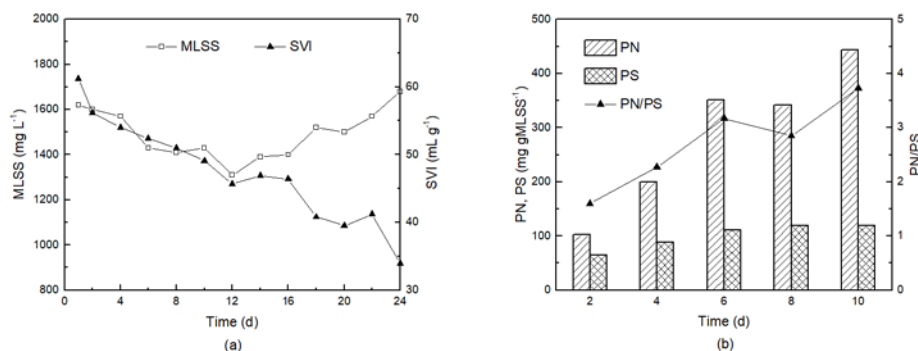 2000
1800
1600
1400
1200
1000
800
70
60
50
40
30
0 4 8 12 16 20 24
MLSS (mg L⁻¹)
SVI (mL g⁻¹)
MLSS SVI
Time (d)
(a)
500
400
300
200
100
0
5
4
3
2
1
0
2 4 6 8 10
PN, PS (mg gMLSS⁻¹)
PN/PS
PN
PS
PN/PS
Time (d)
(b)